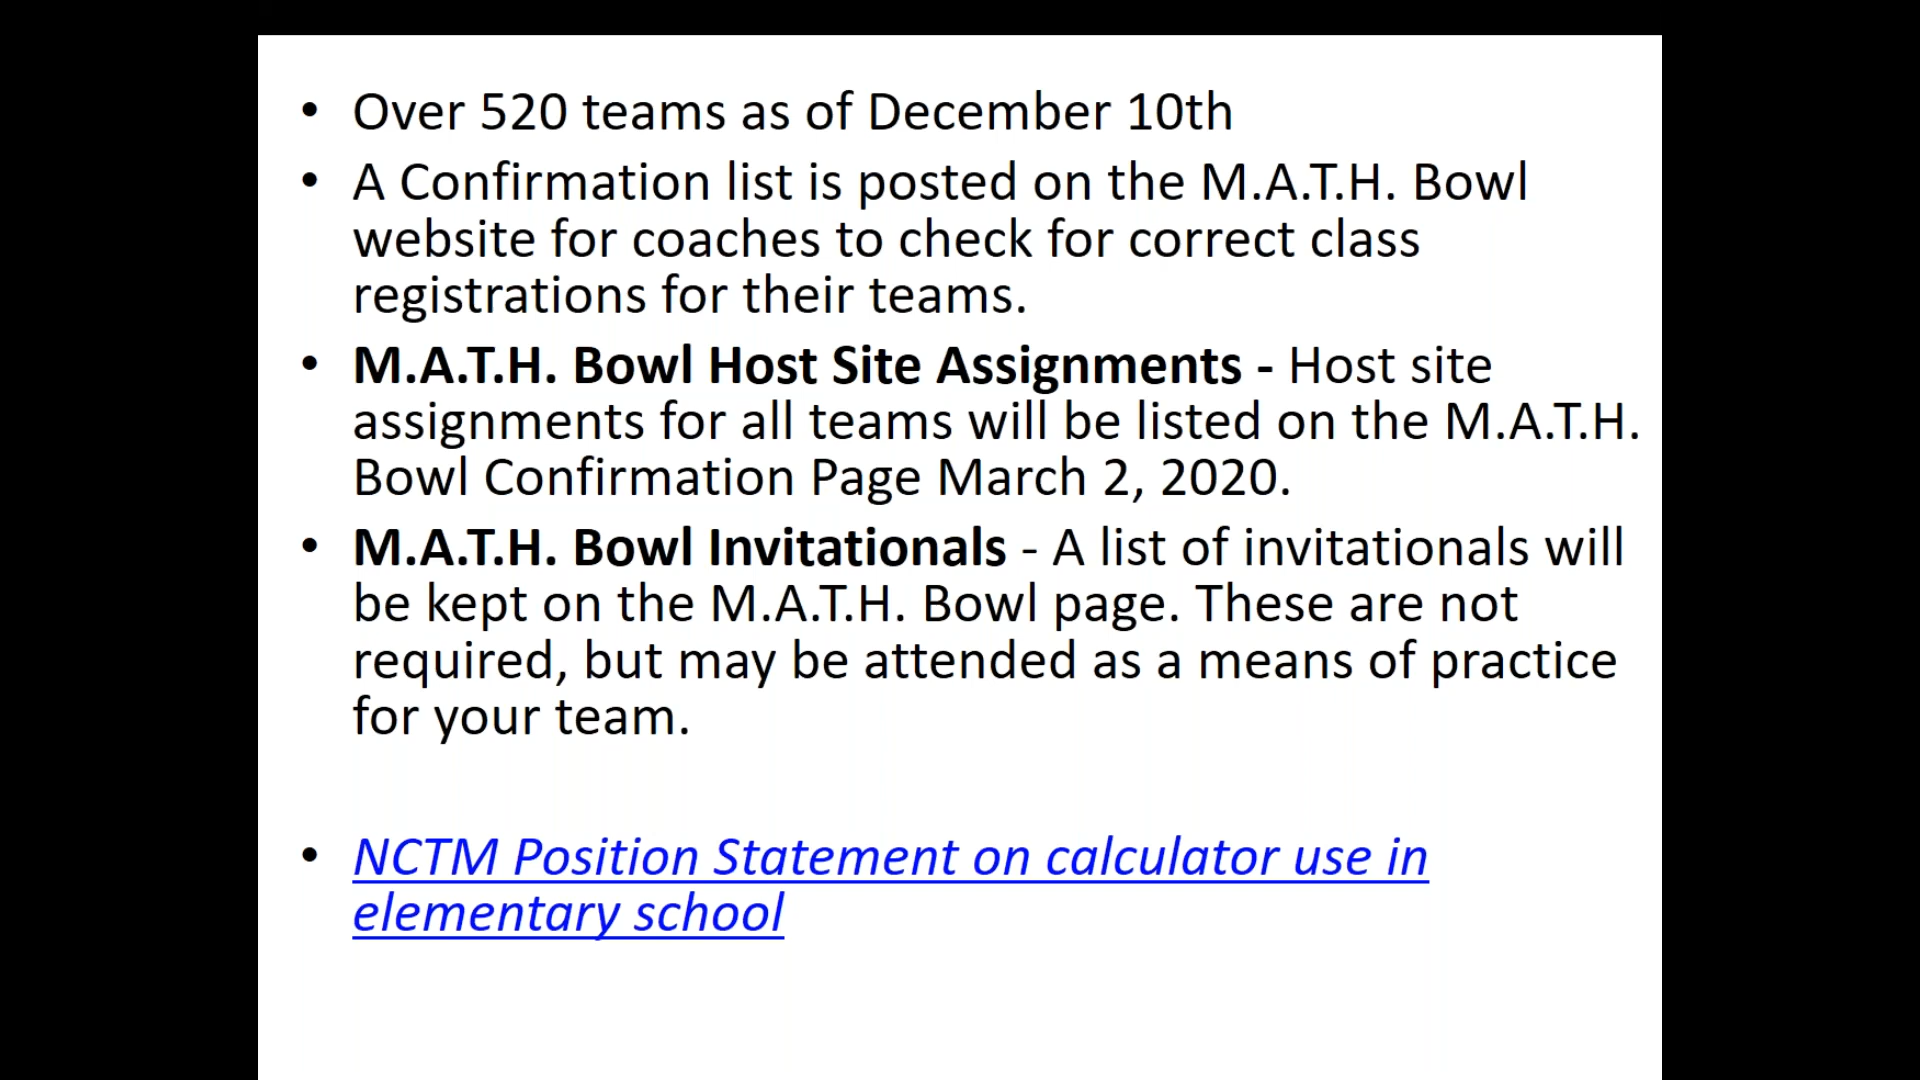 • Over 520 teams as of December 10th
• A Confirmation list is posted on the M.A.T.H. Bowl
website for coaches to check for correct class
registrations for their teams.
• M.A.T.H. Bowl Host Site Assignments - Host site
assignments for all teams will be listed on the M.A.T.H.
Bowl Confirmation Page March 2, 2020.
• M.A.T.H. Bowl Invitationals - A list of invitationals will
be kept on the M.A.T.H. Bowl page. These are not
required, but may be attended as a means of practice
for your team.
• NCTM Position Statement on calculator use in
elementary school